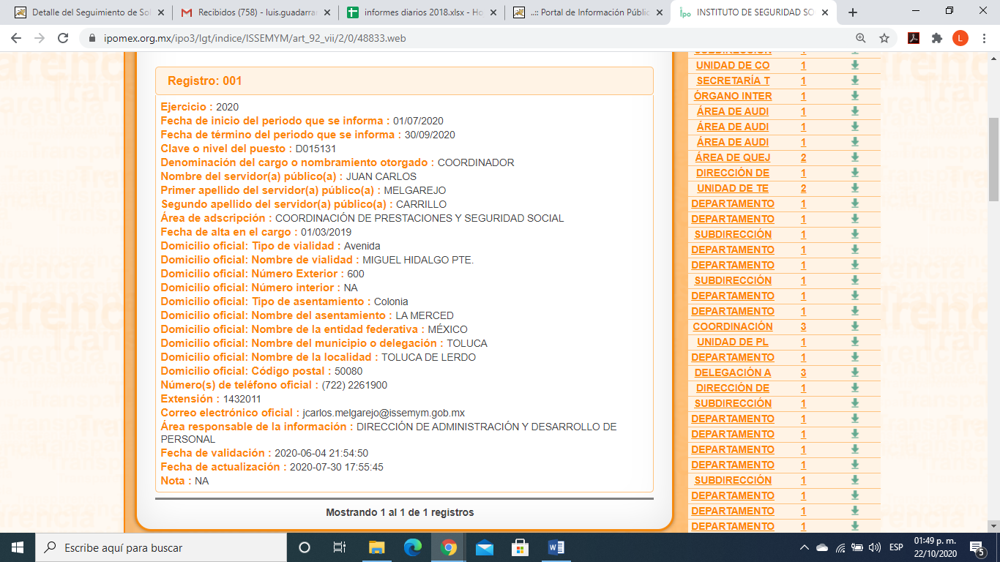 Detalle del Seguimiento de Sol
Recibidos (758) - luis.guadarran
informes diarios 2018.xlsx - Ho
..:: Portal de Información Públic
INSTITUTO DE SEGURIDAD SO
ipomex.org.mx/ipo3/lgt/indice/ISSEMYM/art_92_vii/2/0/48833.web
L
Registro: 001
Ejercicio : 2020
Fecha de inicio del periodo que se informa : 01/07/2020
Fecha de término del periodo que se informa : 30/09/2020
Clave o nivel del puesto : D015131
Denominación del cargo o nombramiento otorgado : COORDINADOR
Nombre del servidor(a) público(a) : JUAN CARLOS
Primer apellido del servidor(a) público(a) : MELGAREJO
Segundo apellido del servidor(a) público(a) : CARRILLO
Área de adscripción : COORDINACIÓN DE PRESTACIONES Y SEGURIDAD SOCIAL
Fecha de alta en el cargo : 01/03/2019
Domicilio oficial: Tipo de vialidad : Avenida
Domicilio oficial: Nombre de vialidad : MIGUEL HIDALGO PTE.
Domicilio oficial: Número Exterior : 600
Domicilio oficial: Número interior : NA
Domicilio oficial: Tipo de asentamiento : Colonia
Domicilio oficial: Nombre del asentamiento : LA MERCED
Domicilio oficial: Nombre de la entidad federativa : MÉXICO
Domicilio oficial: Nombre del municipio o delegación : TOLUCA
Domicilio oficial: Nombre de la localidad : TOLUCA DE LERDO
Domicilio oficial: Código postal : 50080
Número(s) de teléfono oficial : (722) 2261900
Extensión : 1432011
Correo electrónico oficial : jcarlos.melgarejo@issemym.gob.mx
Área responsable de la información : DIRECCIÓN DE ADMINISTRACIÓN Y DESARROLLO DE
PERSONAL
Fecha de validación : 2020-06-04 21:54:50
Fecha de actualización : 2020-07-30 17:55:45
Nota : NA
Mostrando 1 al 1 de 1 registros
SUBDIRECCIÓN 1
UNIDAD DE CO 1
SECRETARÍA T 1
ÓRGANO INTER 1
ÁREA DE AUDI 1
ÁREA DE AUDI 1
ÁREA DE AUDI 1
ÁREA DE QUEJ 2
DIRECCIÓN DE 1
UNIDAD DE TE 2
DEPARTAMENTO 1
DEPARTAMENTO 1
SUBDIRECCIÓN 1
DEPARTAMENTO 1
DEPARTAMENTO 1
SUBDIRECCIÓN 1
DEPARTAMENTO 1
DEPARTAMENTO 1
COORDINACIÓN 3
UNIDAD DE PL 1
DEPARTAMENTO 1
DELEGACIÓN A 3
DIRECCIÓN DE 1
SUBDIRECCIÓN 1
DEPARTAMENTO 1
DEPARTAMENTO 1
DEPARTAMENTO 1
DEPARTAMENTO 1
SUBDIRECCIÓN 1
DEPARTAMENTO 1
DEPARTAMENTO 1
DEPARTAMENTO 1
Escribe aquí para buscar
ESP
01:49 p. m.
22/10/2020
5